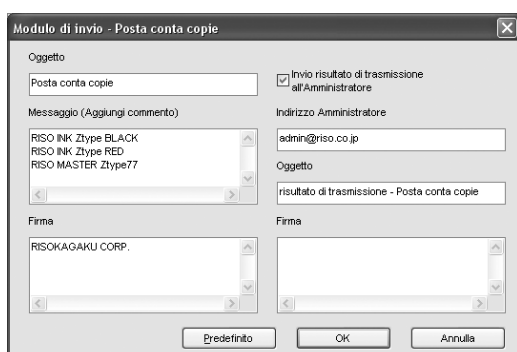 Modulo di invio - Posta conta copie
Oggetto
Posta conta copie
Messaggio (Aggiungi commento)
RISO INK Ztype BLACK
RISO INK Ztype RED
RISO MASTER Ztype77
Firma
RISOKAGAKU CORP.
Invio risultato di trasmissione
all'Amministratore
Indirizzo Amministratore
admin@riso.co.jp
Oggetto
risultato di trasmissione - Posta conta copie
Firma
Predefinito
OK
Annulla